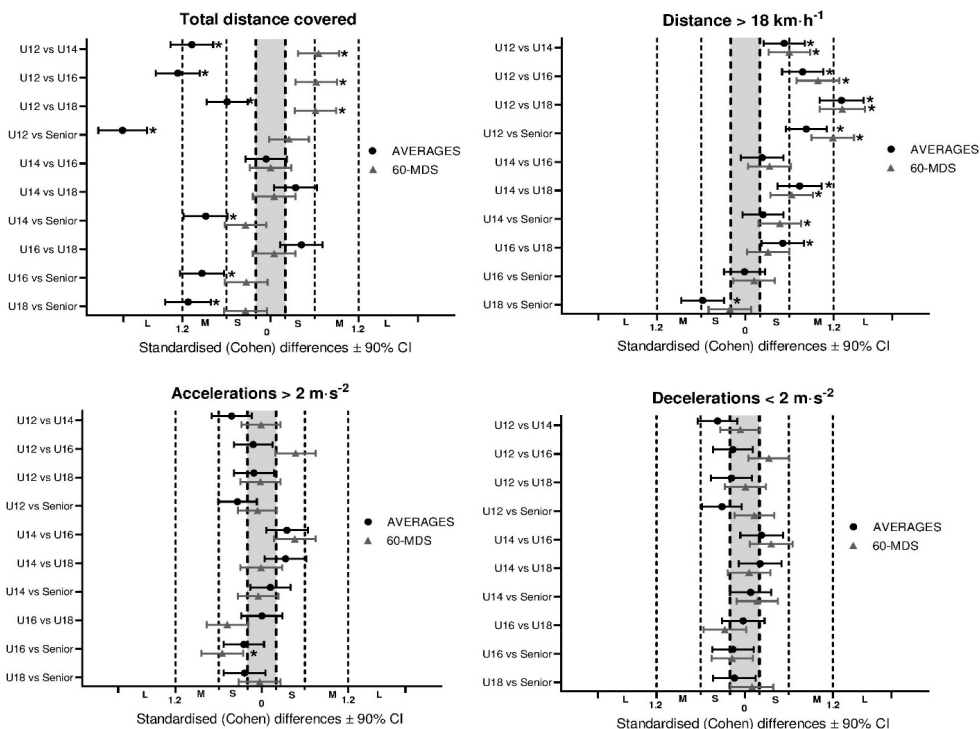 Total distance covered
U12 vs U14
*
*
U12 vs U16
*
*
U12 vs U18
*
*
U12 vs Senior
*
U14 vs U16
U14 vs U18
U14 vs Senior
*
U16 vs U18
U16 vs Senior
*
U18 vs Senior
*
AVERAGES
60-MDS
L 1.2 M S 0 S M 1.2 L
Standardised (Cohen) differences ± 90% CI
Distance > 18 km·h-1
U12 vs U14
*
*
U12 vs U16
*
*
U12 vs U18
*
*
U12 vs Senior
*
*
U14 vs U16
U14 vs U18
*
*
U14 vs Senior
*
U16 vs U18
*
U16 vs Senior
U18 vs Senior
*
AVERAGES
60-MDS
L 1.2 M S 0 S M 1.2 L
Standardised (Cohen) differences ± 90% CI
Accelerations > 2 m·s-2
U12 vs U14
U12 vs U16
U12 vs U18
U12 vs Senior
U14 vs U16
U14 vs U18
U14 vs Senior
U16 vs U18
U16 vs Senior
*
U18 vs Senior
AVERAGES
60-MDS
L 1.2 M S 0 S M 1.2 L
Standardised (Cohen) differences ± 90% CI
Decelerations < 2 m·s-2
U12 vs U14
U12 vs U16
U12 vs U18
U12 vs Senior
U14 vs U16
U14 vs U18
U14 vs Senior
U16 vs U18
U16 vs Senior
U18 vs Senior
AVERAGES
60-MDS
L 1.2 M S 0 S M 1.2 L
Standardised (Cohen) differences ± 90% CI